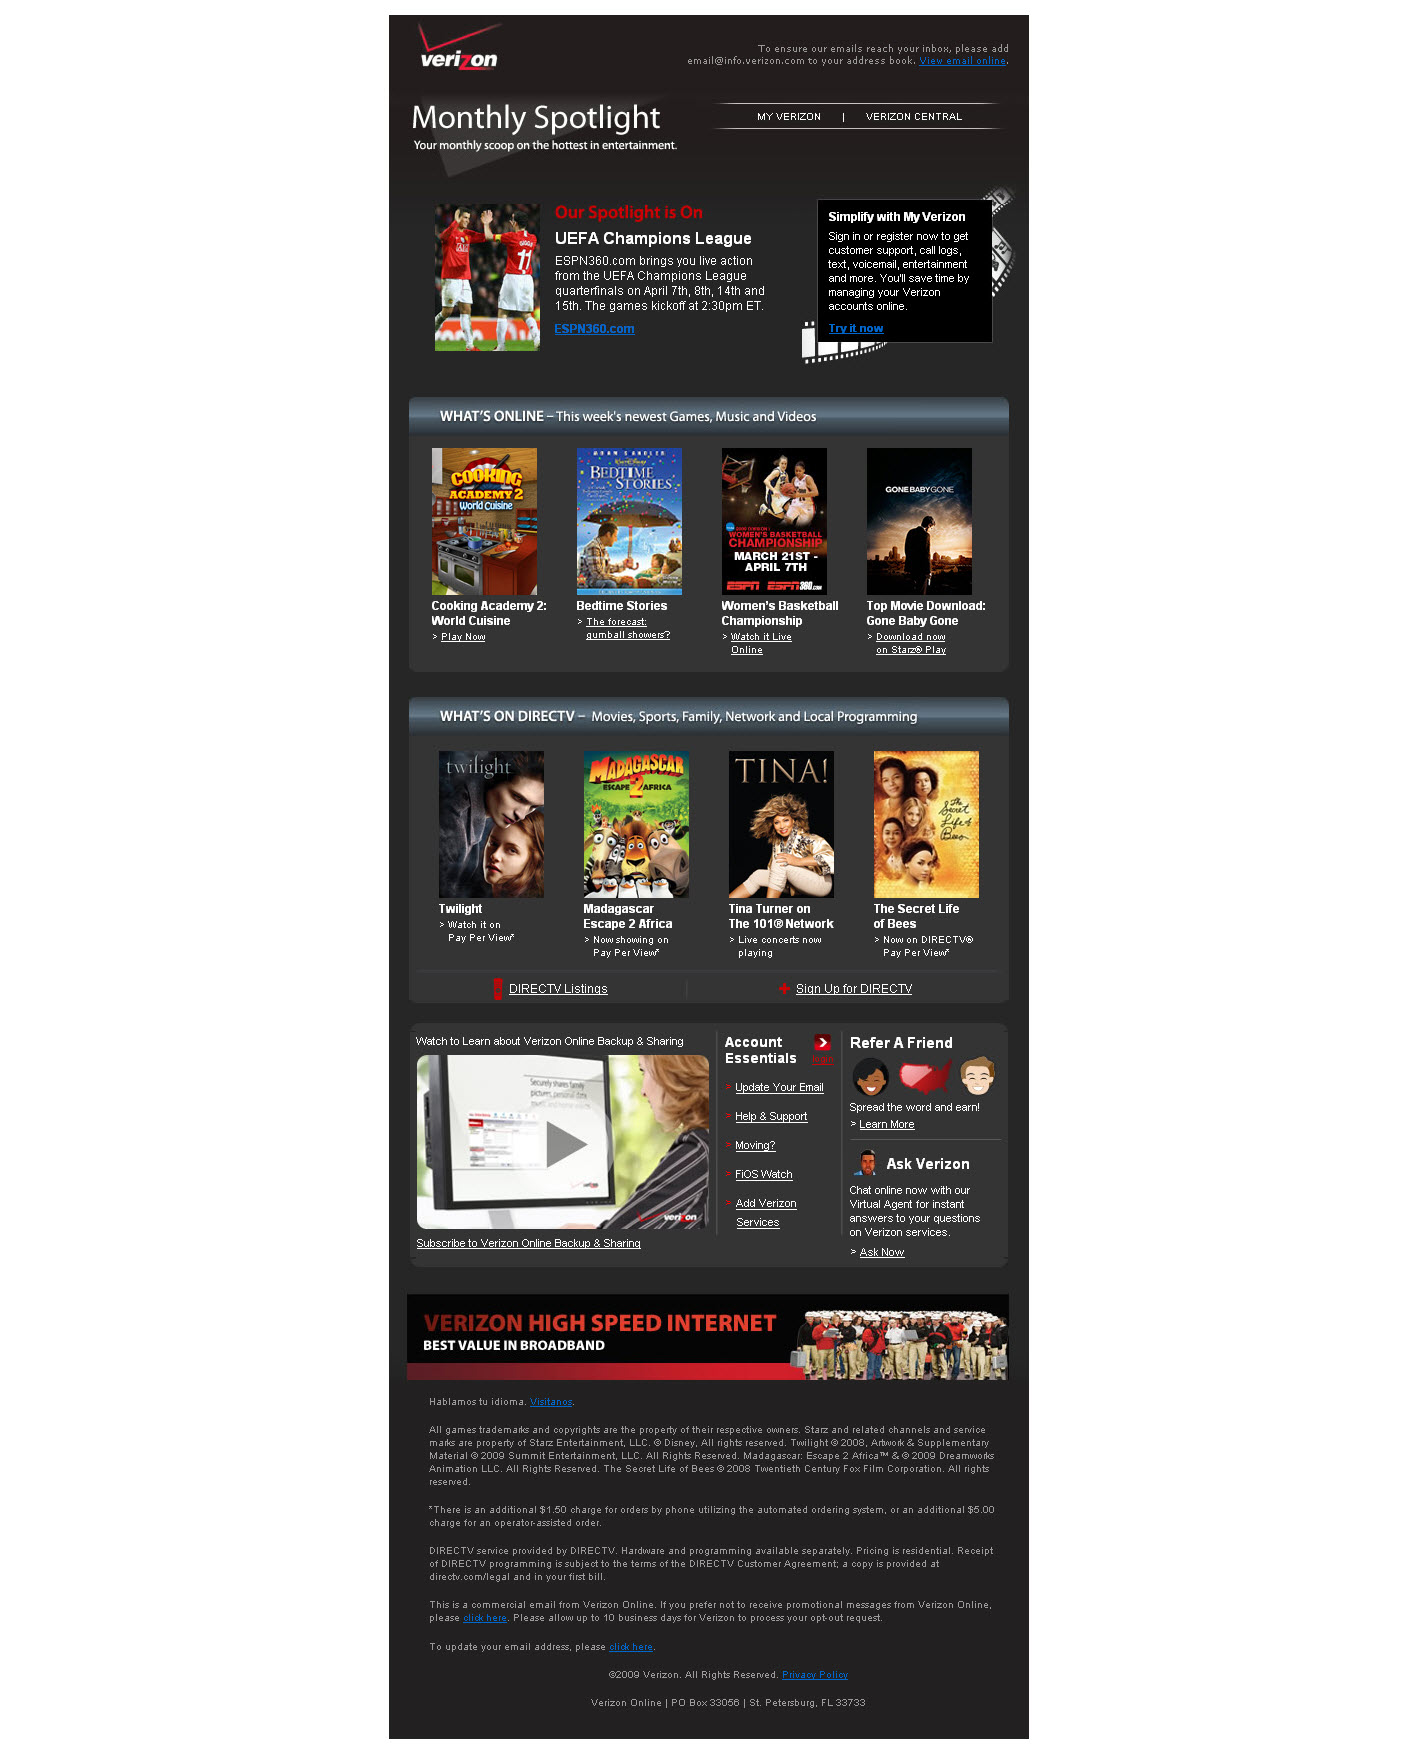 verizon
To ensure our emails reach your inbox, please add
email@info.verizon.com to your address book. View email online.
Monthly Spotlight
Your monthly scoop on the hottest in entertainment.
MY VERIZON | VERIZON CENTRAL
Our Spotlight is On
UEFA Champions League
ESPN360.com brings you live action
from the UEFA Champions League
quarterfinals on April 7th, 8th, 14th and
15th. The games kickoff at 2:30pm ET.
ESPN360.com
GIGGS
11
Simplify with My Verizon
Sign in or register now to get
customer support, call logs,
text, voicemail, entertainment
and more. You'll save time by
managing your Verizon
accounts online.
Try it now
WHAT'S ONLINE – This week's newest Games, Music and Videos
COOKING
ACADEMY 2
World Cuisine
ADAM SANDLER
BEDTIME
STORIES
WOMEN'S BASKETBALL
CHAMPIONSHIP
MARCH 21ST -
APRIL 7TH
ESPN ESPN360.COM
GONE BABY GONE
Cooking Academy 2:
World Cuisine
> Play Now
Bedtime Stories
> The forecast:
gumball showers?
Women's Basketball
Championship
> Watch it Live
Online
Top Movie Download:
Gone Baby Gone
> Download now
on Starz® Play
WHAT'S ON DIRECTV – Movies, Sports, Family, Network and Local Programming
twilight
MADAGASCAR
ESCAPE 2 AFRICA
TINA!
The Secret Life of Bees
Twilight
> Watch it on
Pay Per View*
Madagascar
Escape 2 Africa
> Now showing on
Pay Per View*
Tina Turner on
The 101® Network
> Live concerts now
playing
The Secret Life
of Bees
> Now on DIRECTV®
Pay Per View*
DIRECTV Listings
+ Sign Up for DIRECTV
Watch to Learn about Verizon Online Backup & Sharing
Securely shares family
pictures, personal data
and home movies
verizon
Subscribe to Verizon Online Backup & Sharing
Account
Essentials
> Update Your Email
> Help & Support
> Moving?
> FiOS Watch
> Add Verizon
Services
Refer A Friend
Spread the word and earn!
> Learn More
Ask Verizon
Chat online now with our
Virtual Agent for instant
answers to your questions
on Verizon services.
> Ask Now
VERIZON HIGH SPEED INTERNET
BEST VALUE IN BROADBAND
Hablamos tu idioma. Visitanos.
All games trademarks and copyrights are the property of their respective owners. Starz and related channels and service
marks are property of Starz Entertainment, LLC. © Disney, All rights reserved. Twilight © 2008, Artwork & Supplementary
Material © 2009 Summit Entertainment, LLC. All Rights Reserved. Madagascar: Escape 2 Africa™ & © 2009 Dreamworks
Animation LLC. All Rights Reserved. The Secret Life of Bees © 2008 Twentieth Century Fox Film Corporation. All rights
reserved.
*There is an additional $1.50 charge for orders by phone utilizing the automated ordering system, or an additional $5.00
charge for an operator-assisted order.
DIRECTV service provided by DIRECTV. Hardware and programming available separately. Pricing is residential. Receipt
of DIRECTV programming is subject to the terms of the DIRECTV Customer Agreement; a copy is provided at
directv.com/legal and in your first bill.
This is a commercial email from Verizon Online. If you prefer not to receive promotional messages from Verizon Online,
please click here. Please allow up to 10 business days for Verizon to process your opt-out request.
To update your email address, please click here.
©2009 Verizon. All Rights Reserved. Privacy Policy
Verizon Online | PO Box 33056 | St. Petersburg, FL 33733